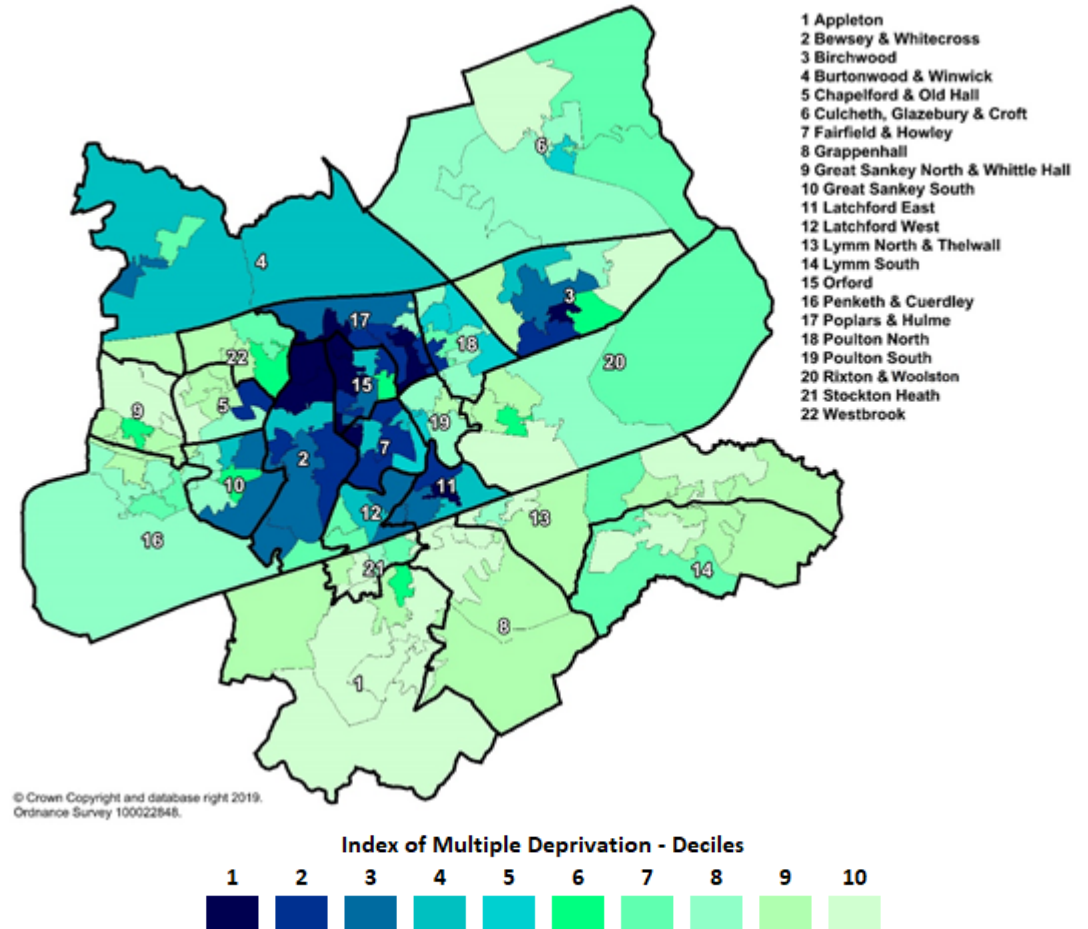 1 Appleton
2 Bewsey & Whitecross
3 Birchwood
4 Burtonwood & Winwick
5 Chapelford & Old Hall
6 Culcheth, Glazebury & Croft
7 Fairfield & Howley
8 Grappenhall
9 Great Sankey North & Whittle Hall
10 Great Sankey South
11 Latchford East
12 Latchford West
13 Lymm North & Thelwall
14 Lymm South
15 Orford
16 Penketh & Cuerdley
17 Poplars & Hulme
18 Poulton North
19 Poulton South
20 Rixton & Woolston
21 Stockton Heath
22 Westbrook
6
4
3
17
18
22
20
15
5
9
19
7
2
10
11
12
13
16
21
14
8
1
© Crown Copyright and database right 2019.
Ordnance Survey 100022848.
Index of Multiple Deprivation - Deciles
1 2 3 4 5 6 7 8 9 10